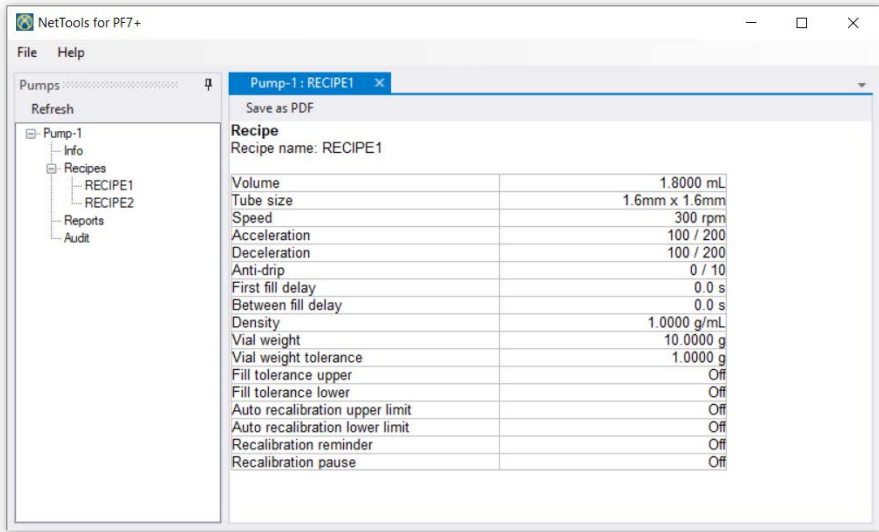 NetTools for PF7+
File Help
Pumps
Refresh
Pump-1
Info
Recipes
RECIPE1
RECIPE2
Reports
Audit
Pump-1 : RECIPE1
Save as PDF
Recipe
Recipe name: RECIPE1
Volume 1.8000 mL
Tube size 1.6mm x 1.6mm
Speed 300 rpm
Acceleration 100 / 200
Deceleration 100 / 200
Anti-drip 0 / 10
First fill delay 0.0 s
Between fill delay 0.0 s
Density 1.0000 g/mL
Vial weight 10.0000 g
Vial weight tolerance 1.0000 g
Fill tolerance upper Off
Fill tolerance lower Off
Auto recalibration upper limit Off
Auto recalibration lower limit Off
Recalibration reminder Off
Recalibration pause Off